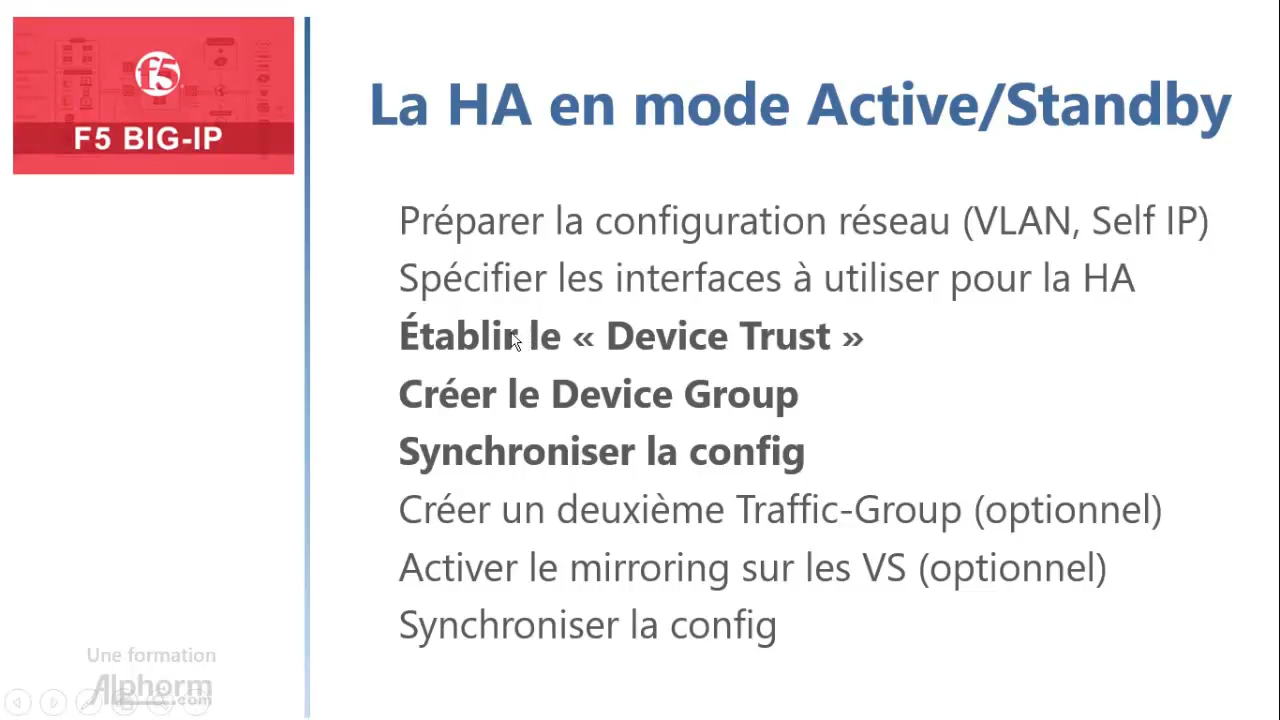 f5
F5 BIG-IP
La HA en mode Active/Standby
Préparer la configuration réseau (VLAN, Self IP)
Spécifier les interfaces à utiliser pour la HA
Établir le « Device Trust »
Créer le Device Group
Synchroniser la config
Créer un deuxième Traffic-Group (optionnel)
Activer le mirroring sur les VS (optionnel)
Synchroniser la config
Une formation
Alphorm
.com